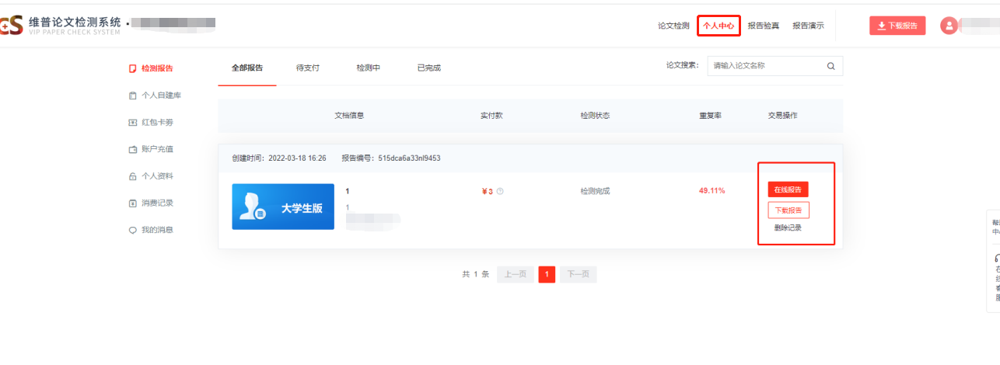 CS 维普论文检测系统
VIP PAPER CHECK SYSTEM
论文检测 个人中心 报告验真 报告演示 下载报告
检测报告
个人自建库
红包卡券
账户充值
个人资料
消费记录
我的消息
全部报告 待支付 检测中 已完成 论文搜索: 请输入论文名称
文档信息 实付款 检测状态 重复率 交易操作
创建时间: 2022-03-18 16:26 报告编号: 515dca6a33nl9453
大学生版
1
1
¥3
检测完成
49.11%
在线报告
下载报告
删除记录
共 1 条 上一页 1 下一页
在
线
客
服